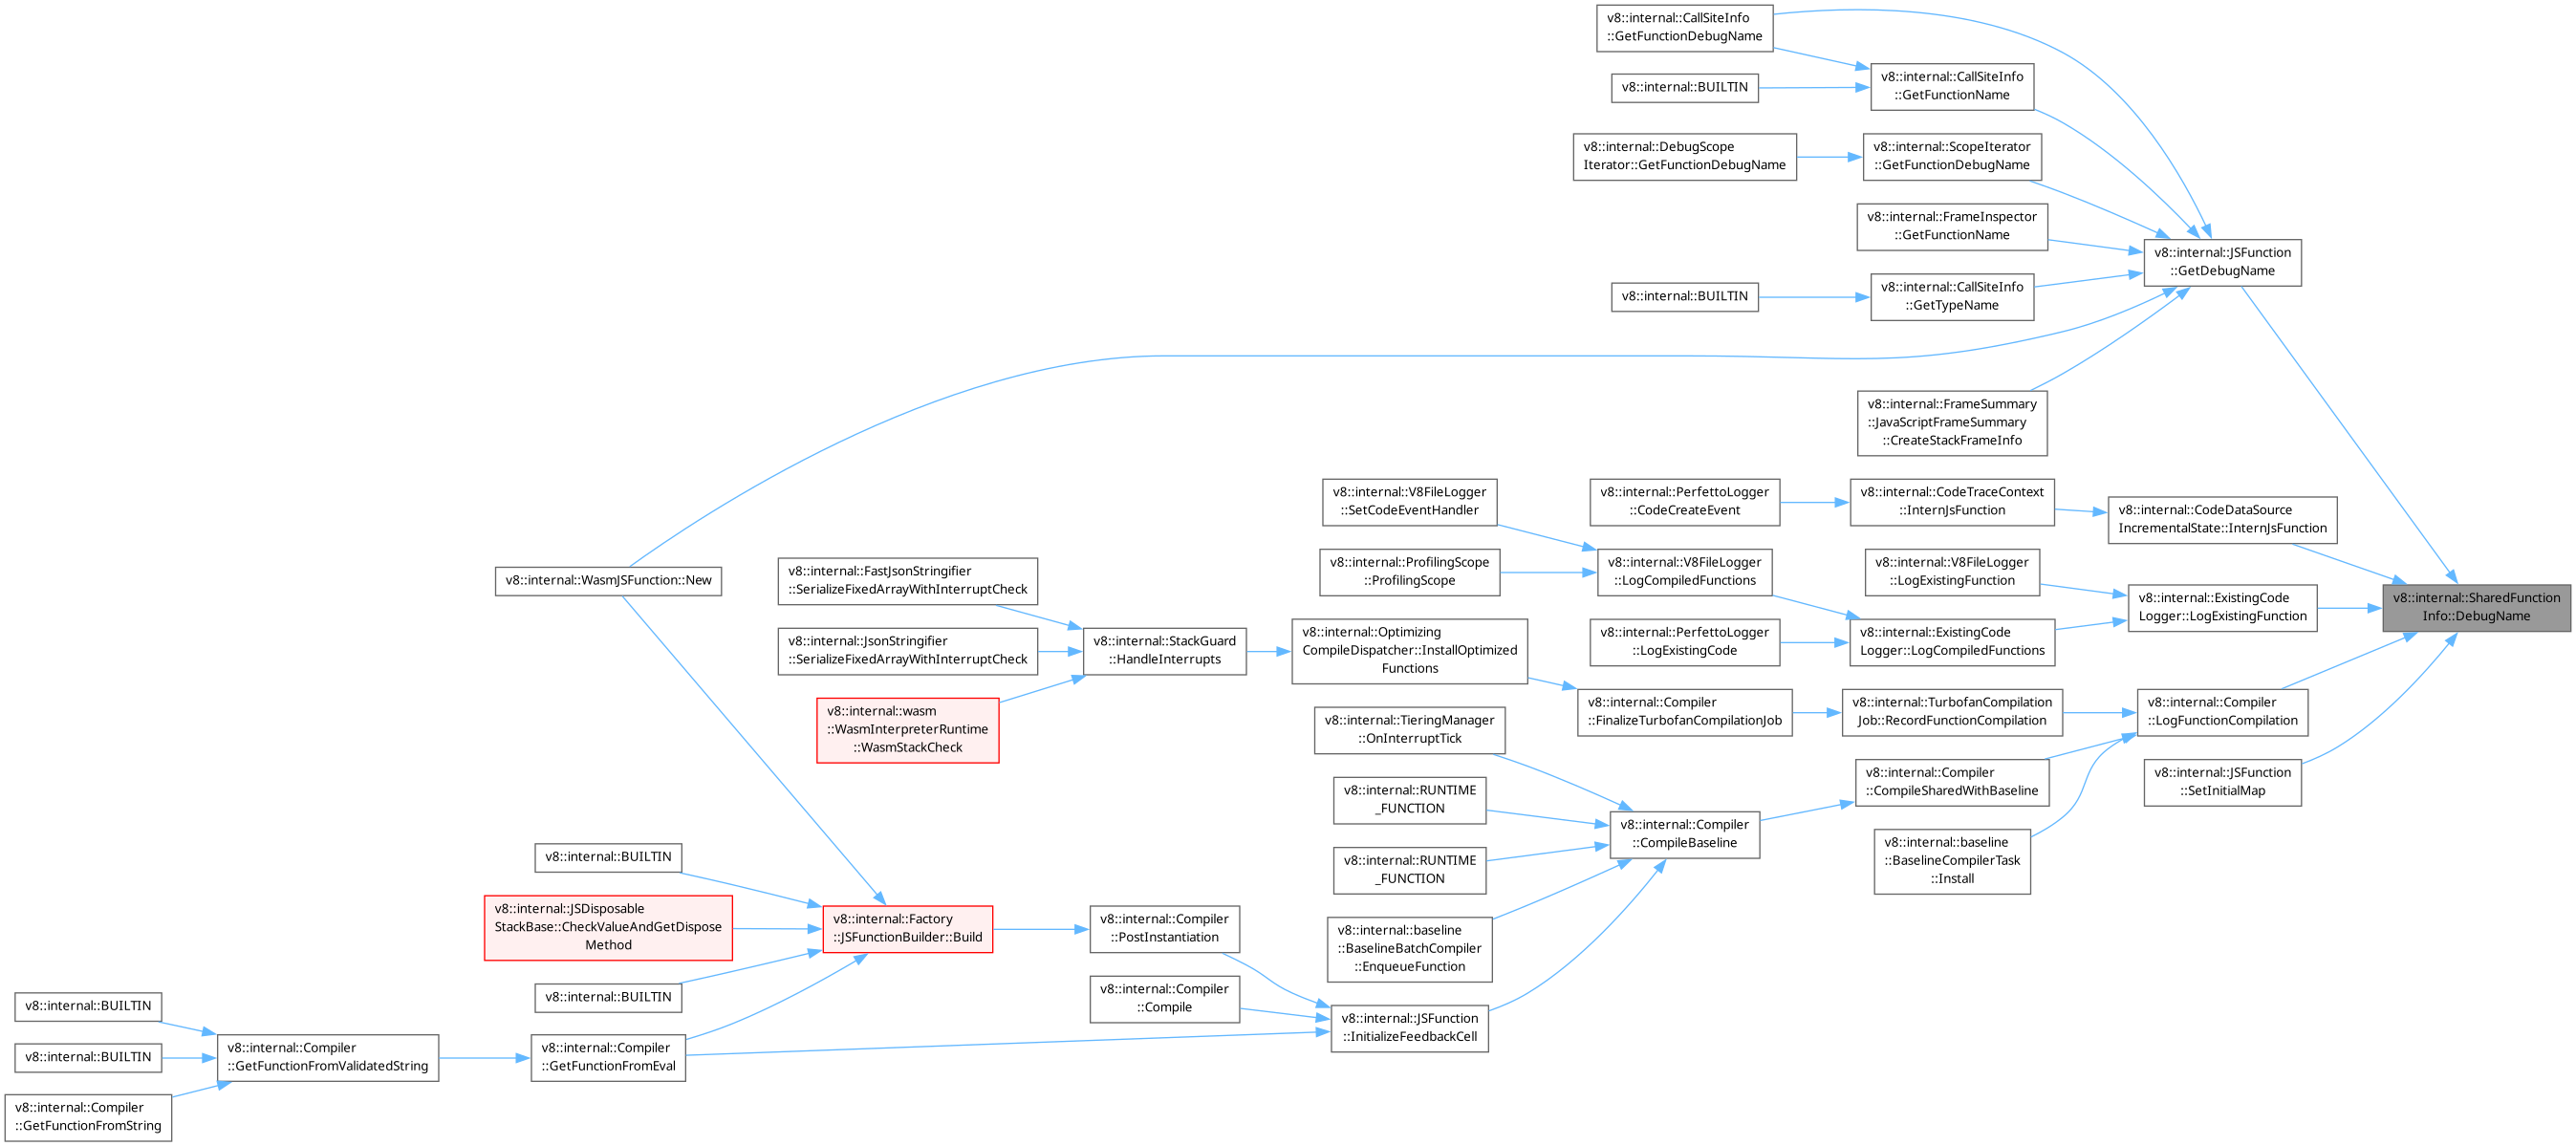 v8::internal::CallSiteInfo
::GetFunctionDebugName
v8::internal::CallSiteInfo
::GetFunctionName
v8::internal::BUILTIN
v8::internal::DebugScope
Iterator::GetFunctionDebugName
v8::internal::ScopeIterator
::GetFunctionDebugName
v8::internal::FrameInspector
::GetFunctionName
v8::internal::JSFunction
::GetDebugName
v8::internal::BUILTIN
v8::internal::CallSiteInfo
::GetTypeName
v8::internal::FrameSummary
::JavaScriptFrameSummary
::CreateStackFrameInfo
v8::internal::V8FileLogger
::SetCodeEventHandler
v8::internal::PerfettoLogger
::CodeCreateEvent
v8::internal::CodeTraceContext
::InternJsFunction
v8::internal::CodeDataSource
IncrementalState::InternJsFunction
v8::internal::WasmJSFunction::New
v8::internal::FastJsonStringifier
::SerializeFixedArrayWithInterruptCheck
v8::internal::ProfilingScope
::ProfilingScope
v8::internal::V8FileLogger
::LogCompiledFunctions
v8::internal::V8FileLogger
::LogExistingFunction
v8::internal::ExistingCode
Logger::LogExistingFunction
v8::internal::SharedFunction
Info::DebugName
v8::internal::JsonStringifier
::SerializeFixedArrayWithInterruptCheck
v8::internal::StackGuard
::HandleInterrupts
v8::internal::Optimizing
CompileDispatcher::InstallOptimized
Functions
v8::internal::PerfettoLogger
::LogExistingCode
v8::internal::ExistingCode
Logger::LogCompiledFunctions
v8::internal::wasm
::WasmInterpreterRuntime
::WasmStackCheck
v8::internal::TieringManager
::OnInterruptTick
v8::internal::Compiler
::FinalizeTurbofanCompilationJob
v8::internal::TurbofanCompilation
Job::RecordFunctionCompilation
v8::internal::Compiler
::LogFunctionCompilation
v8::internal::RUNTIME
_FUNCTION
v8::internal::Compiler
::CompileSharedWithBaseline
v8::internal::JSFunction
::SetInitialMap
v8::internal::RUNTIME
_FUNCTION
v8::internal::Compiler
::CompileBaseline
v8::internal::baseline
::BaselineCompilerTask
::Install
v8::internal::BUILTIN
v8::internal::JSDisposable
StackBase::CheckValueAndGetDispose
Method
v8::internal::Factory
::JSFunctionBuilder::Build
v8::internal::Compiler
::PostInstantiation
v8::internal::baseline
::BaselineBatchCompiler
::EnqueueFunction
v8::internal::BUILTIN
v8::internal::Compiler
::Compile
v8::internal::JSFunction
::InitializeFeedbackCell
v8::internal::BUILTIN
v8::internal::BUILTIN
v8::internal::Compiler
::GetFunctionFromValidatedString
v8::internal::Compiler
::GetFunctionFromEval
v8::internal::Compiler
::GetFunctionFromString